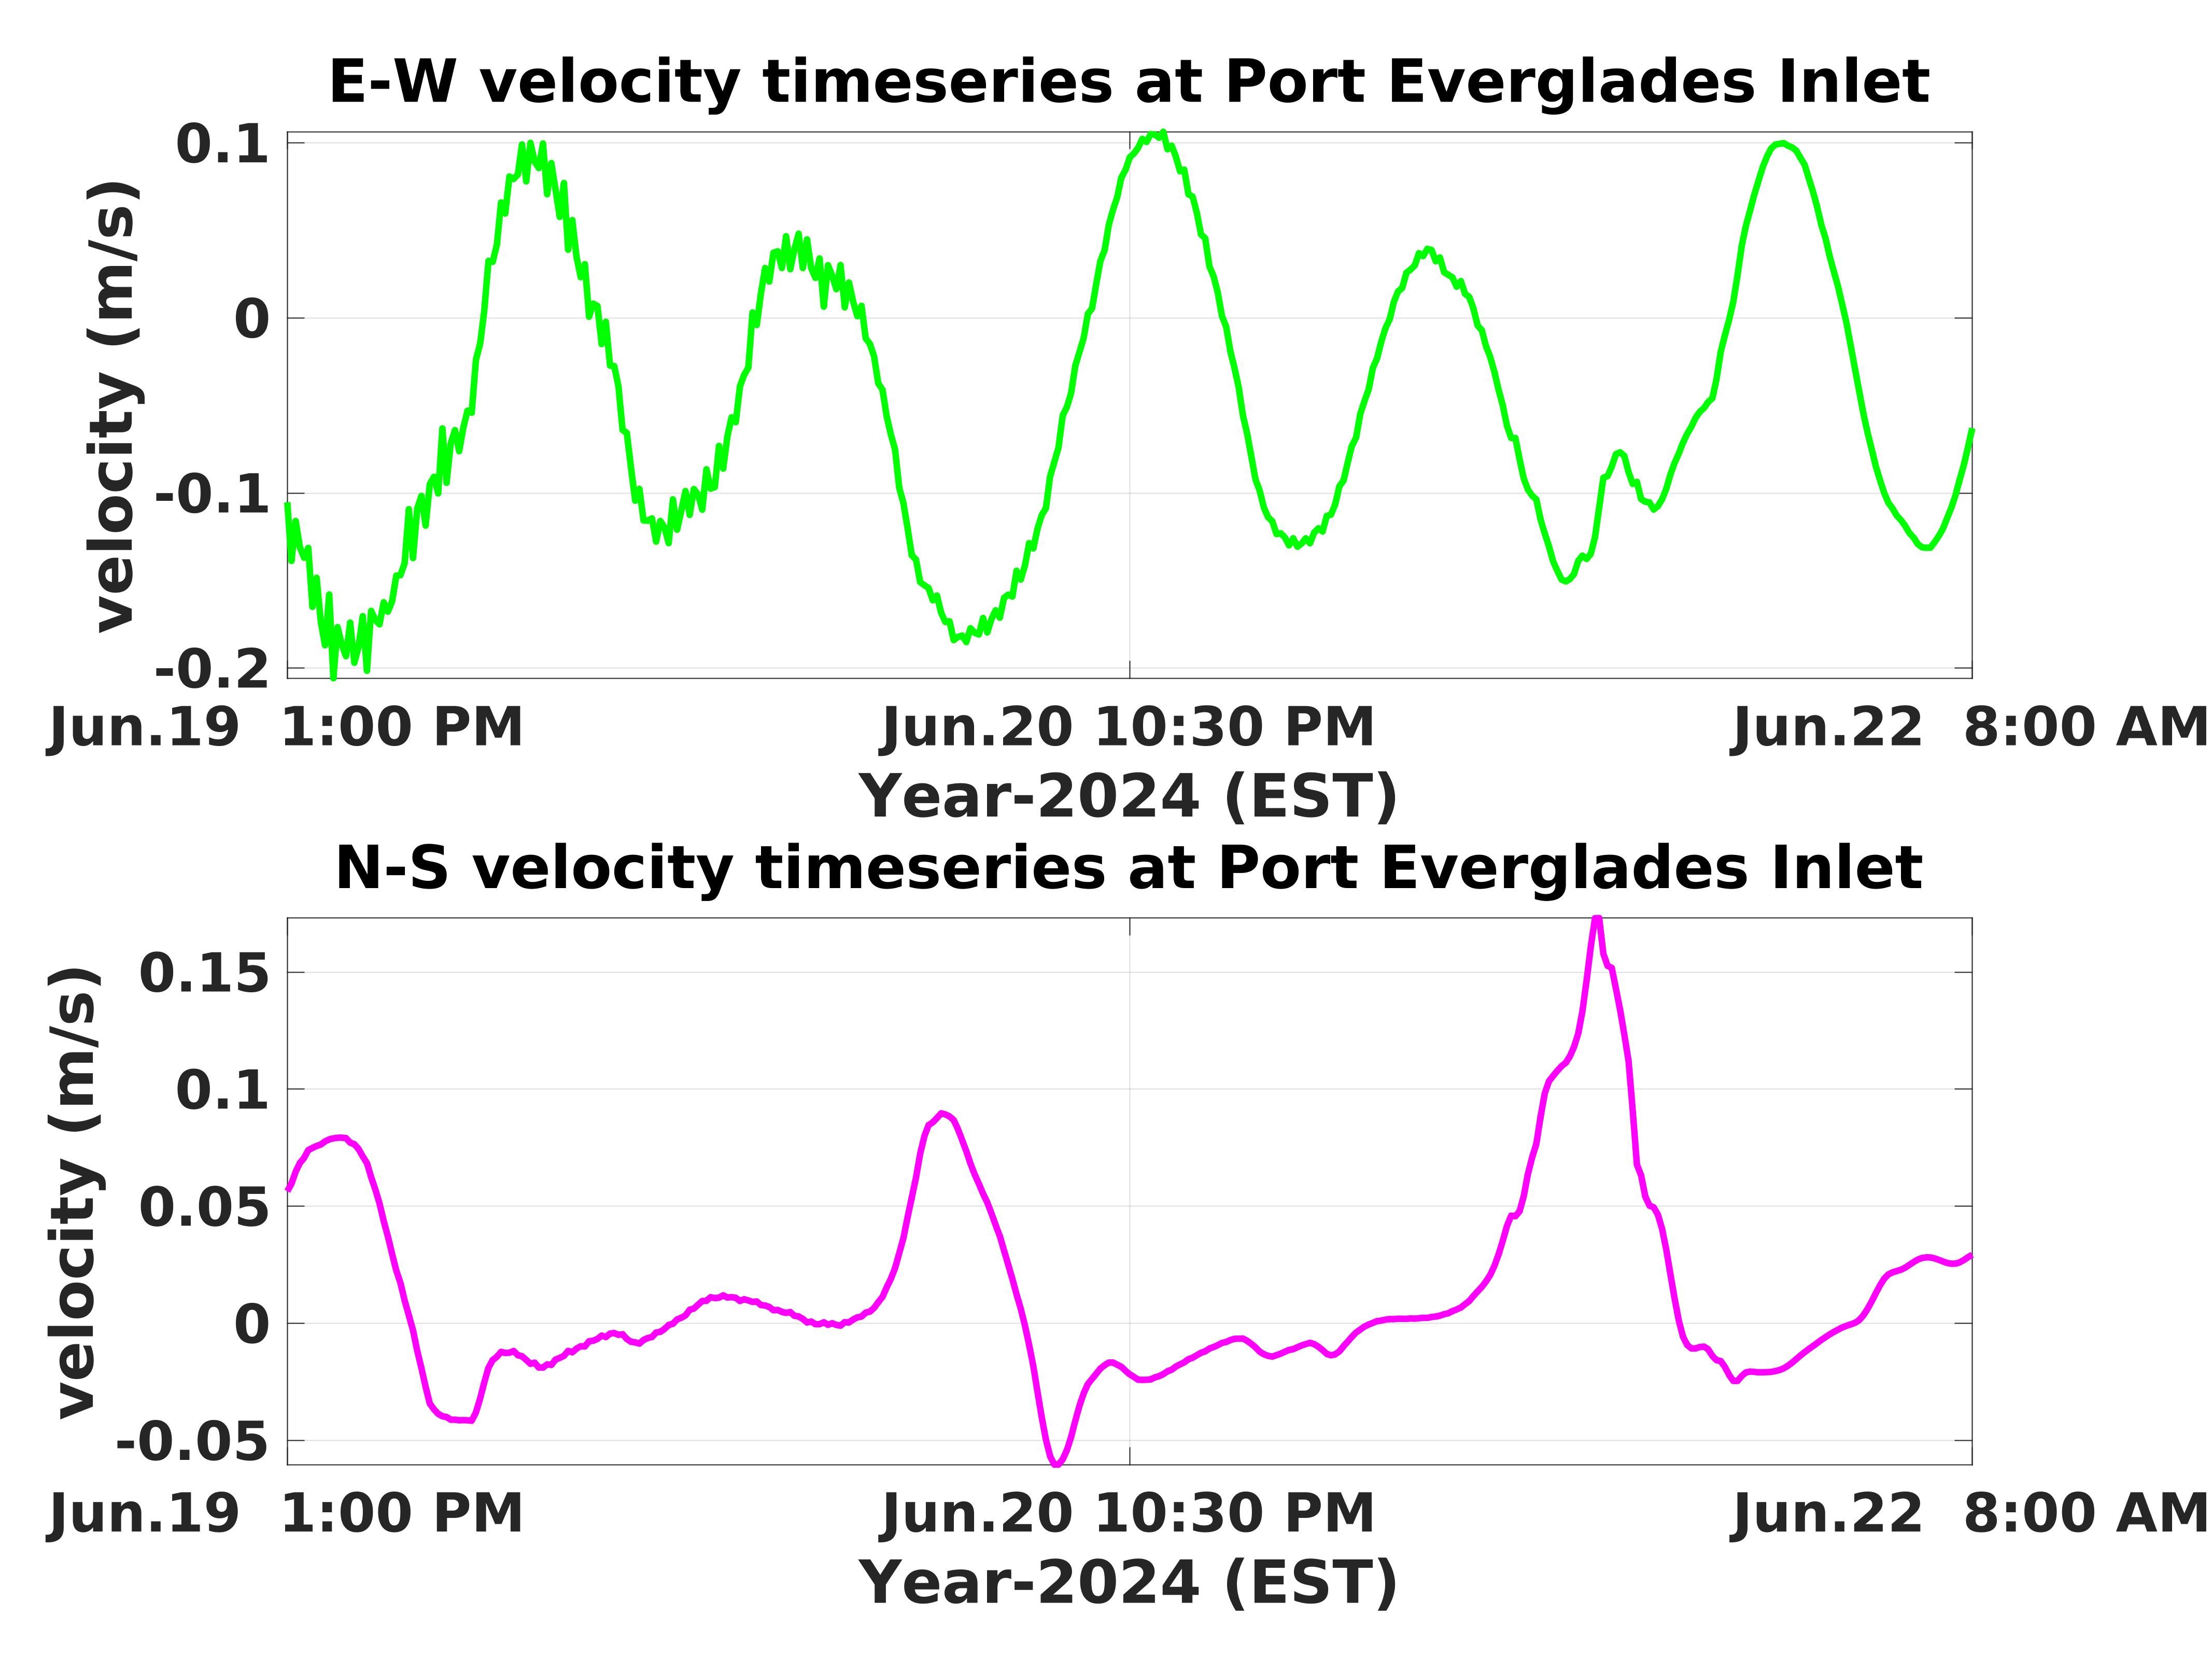 E-W velocity timeseries at Port Everglades Inlet
velocity (m/s)
0.1
0
-0.1
-0.2
Jun.19  1:00 PM
Jun.20 10:30 PM
Jun.22  8:00 AM
Year-2024 (EST)
N-S velocity timeseries at Port Everglades Inlet
velocity (m/s)
0.15
0.1
0.05
0
-0.05
Jun.19  1:00 PM
Jun.20 10:30 PM
Jun.22  8:00 AM
Year-2024 (EST)